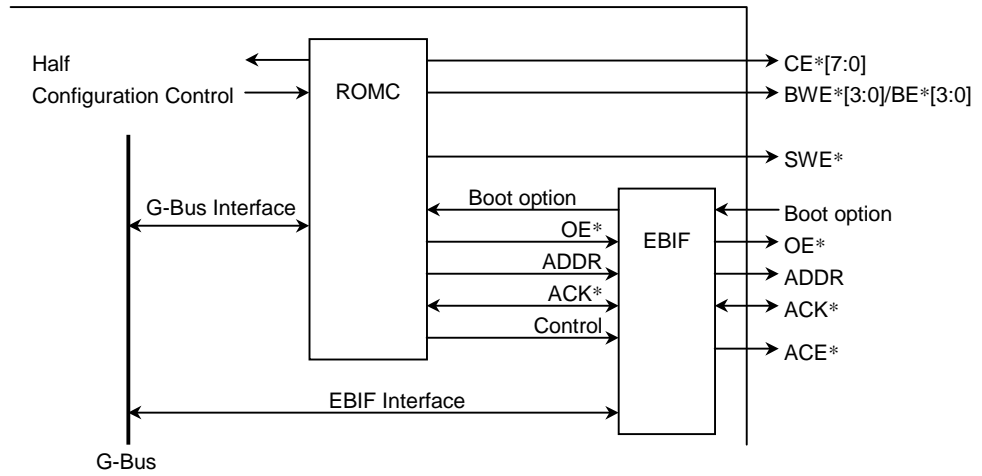 Half
Configuration Control
ROMC
CE*[7:0]
BWE*[3:0]/BE*[3:0]
SWE*
G-Bus Interface
Boot option
OE*
ADDR
ACK*
Control
EBIF
Boot option
OE*
ADDR
ACK*
ACE*
EBIF Interface
G-Bus